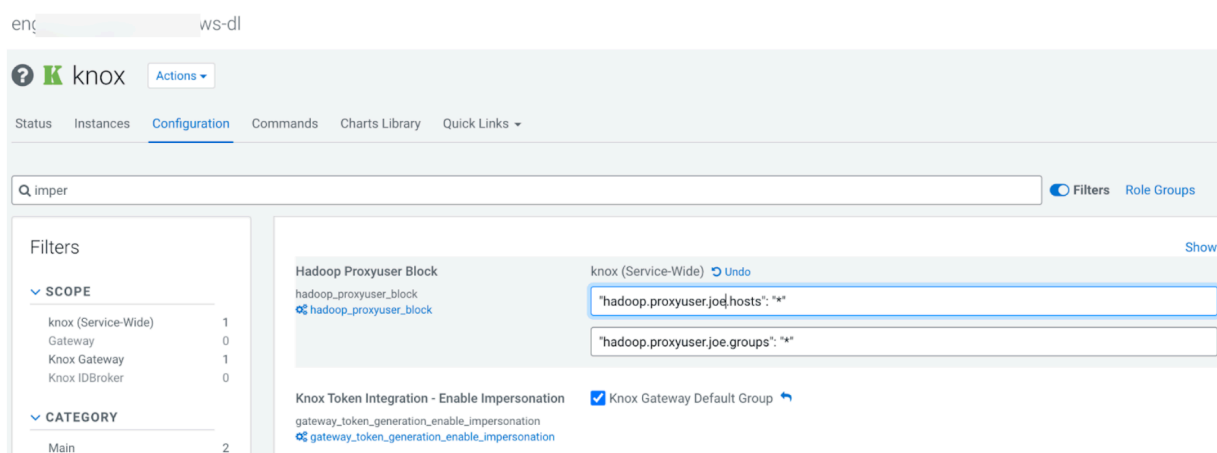 ws-dl
knox Actions
Status Instances Configuration Commands Charts Library Quick Links
imper
Filters Role Groups
Filters
SCOPE
knox (Service-Wide) 1
Gateway 0
Knox Gateway 1
Knox IDBroker 0
CATEGORY
Main 2
Show
Hadoop Proxyuser Block
hadoop_proxyuser_block
hadoop_proxyuser_block
knox (Service-Wide) Undo
"hadoop.proxyuser.joe.hosts": "*"
"hadoop.proxyuser.joe.groups": "*"
Knox Token Integration - Enable Impersonation
gateway_token_generation_enable_impersonation
gateway_token_generation_enable_impersonation
Knox Gateway Default Group